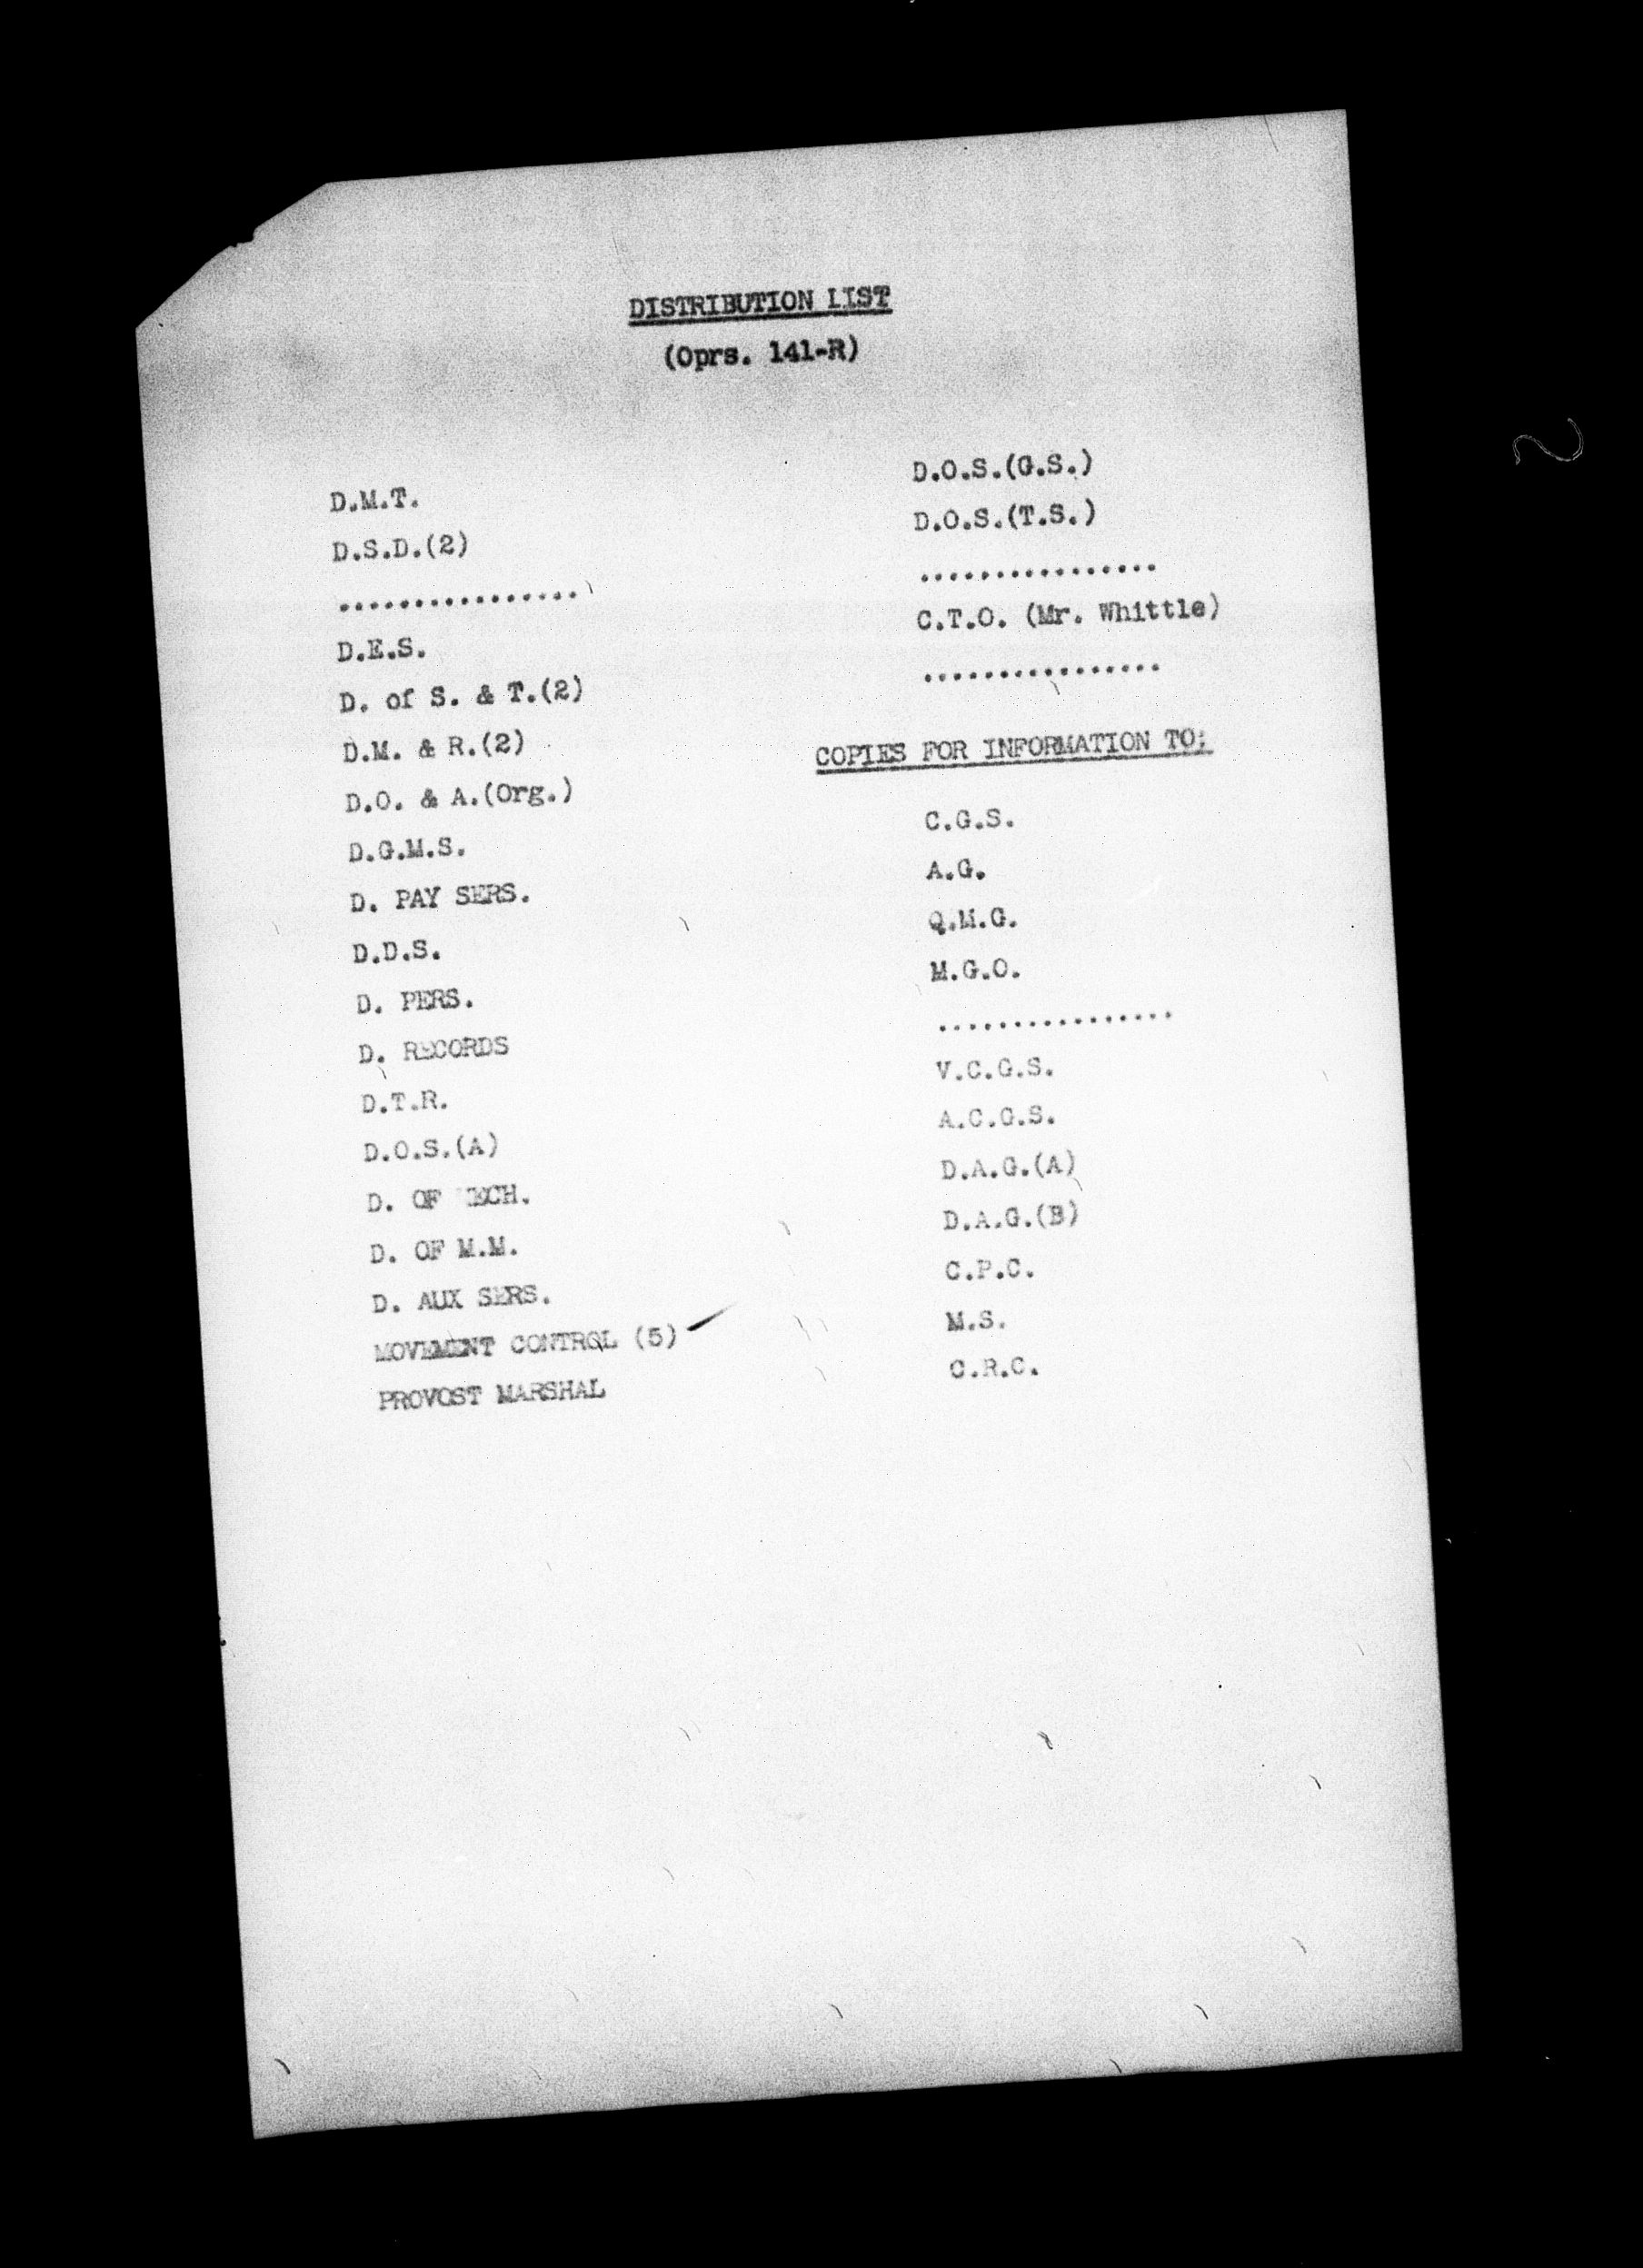 DISTRIBUTION LIST
(Oprs. 141-R)
D.M.T.
D.S.D.(2)
................
D.E.S.
D. of S. & T.(2)
D.M. & R.(2)
D.O. & A.(Org.)
D.G.M.S.
D. PAY SERS.
D.D.S.
D. PERS.
D. RECORDS
D.T.R.
D.O.S.(A)
D. OF MECH.
D. OF M.M.
D. AUX SERS.
MOVEMENT CONTROL (5)
PROVOST MARSHAL
D.O.S.(G.S.)
D.O.S.(T.S.)
................
C.T.O. (Mr. Whittle)
................
COPIES FOR INFORMATION TO:
C.G.S.
A.G.
Q.M.G.
M.G.O.
................
V.C.G.S.
A.C.G.S.
D.A.G.(A)
D.A.G.(B)
C.P.C.
M.S.
C.R.C.